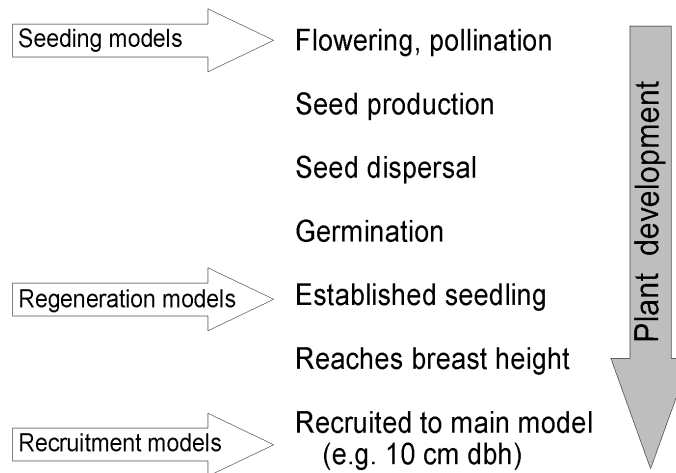 Seeding models
Flowering, pollination
Seed production
Seed dispersal
Germination
Regeneration models
Established seedling
Reaches breast height
Recruitment models
Recruited to main model
(e.g. 10 cm dbh)
Plant development